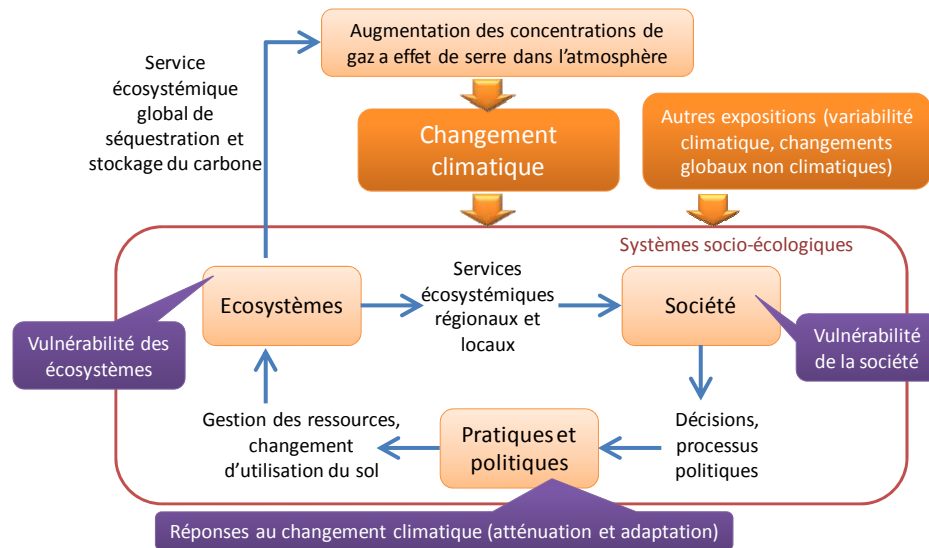 Augmentation des concentrations de
gaz a effet de serre dans l'atmosphère
Service
écosystémique
global de
séquestration et
stockage du carbone
Changement
climatique
Autres expositions (variabilité
climatique, changements
globaux non climatiques)
Systèmes socio-écologiques
Ecosystèmes
Services
écosystémiques
régionaux et
locaux
Société
Vulnérabilité des
écosystèmes
Vulnérabilité
de la société
Gestion des ressources,
changement
d'utilisation du sol
Pratiques et
politiques
Décisions,
processus
politiques
Réponses au changement climatique (atténuation et adaptation)